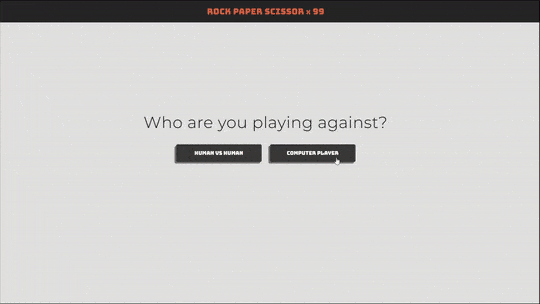 ROCK PAPER SCISSOR x 99
Who are you playing against?
HUMAN VS HUMAN
COMPUTER PLAYER